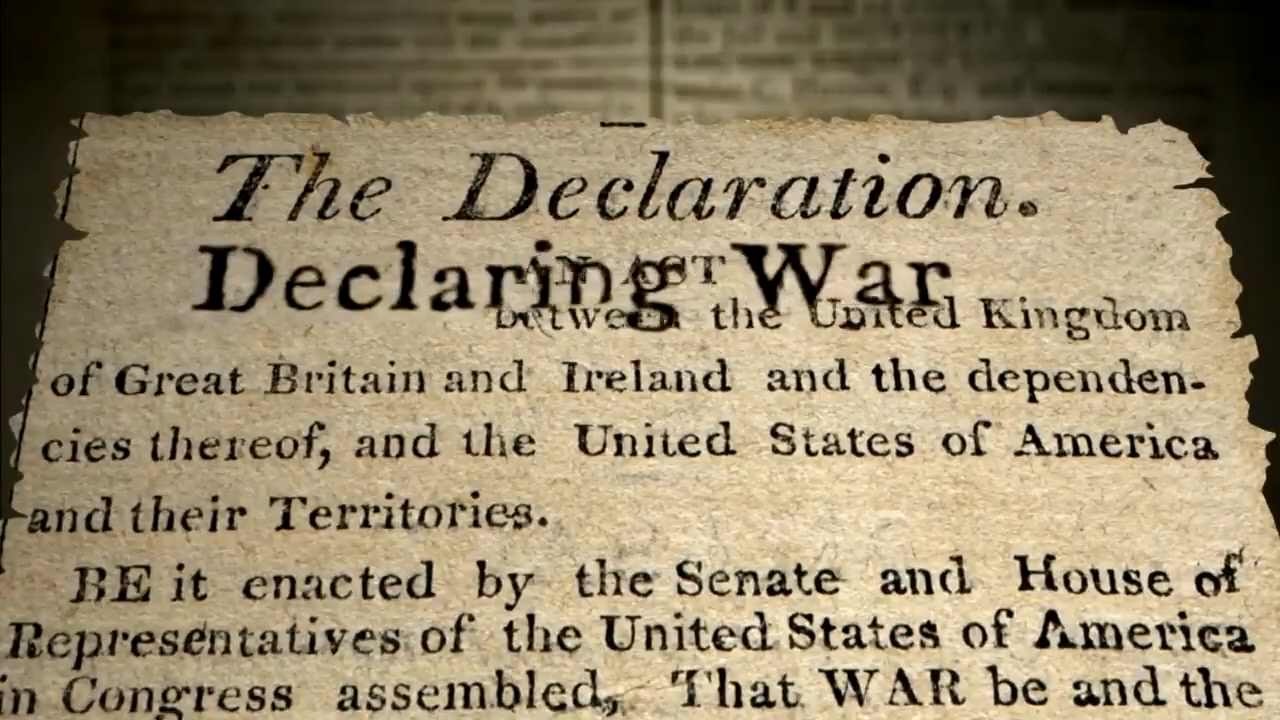 The Declaration.
AN ACT
Declaring War
between the United Kingdom
of Great Britain and Ireland and the dependen-
cies thereof, and the United States of America
and their Territories.
BE it enacted by the Senate and House of
Representatives of the United States of America
in Congress assembled, That WAR be and the